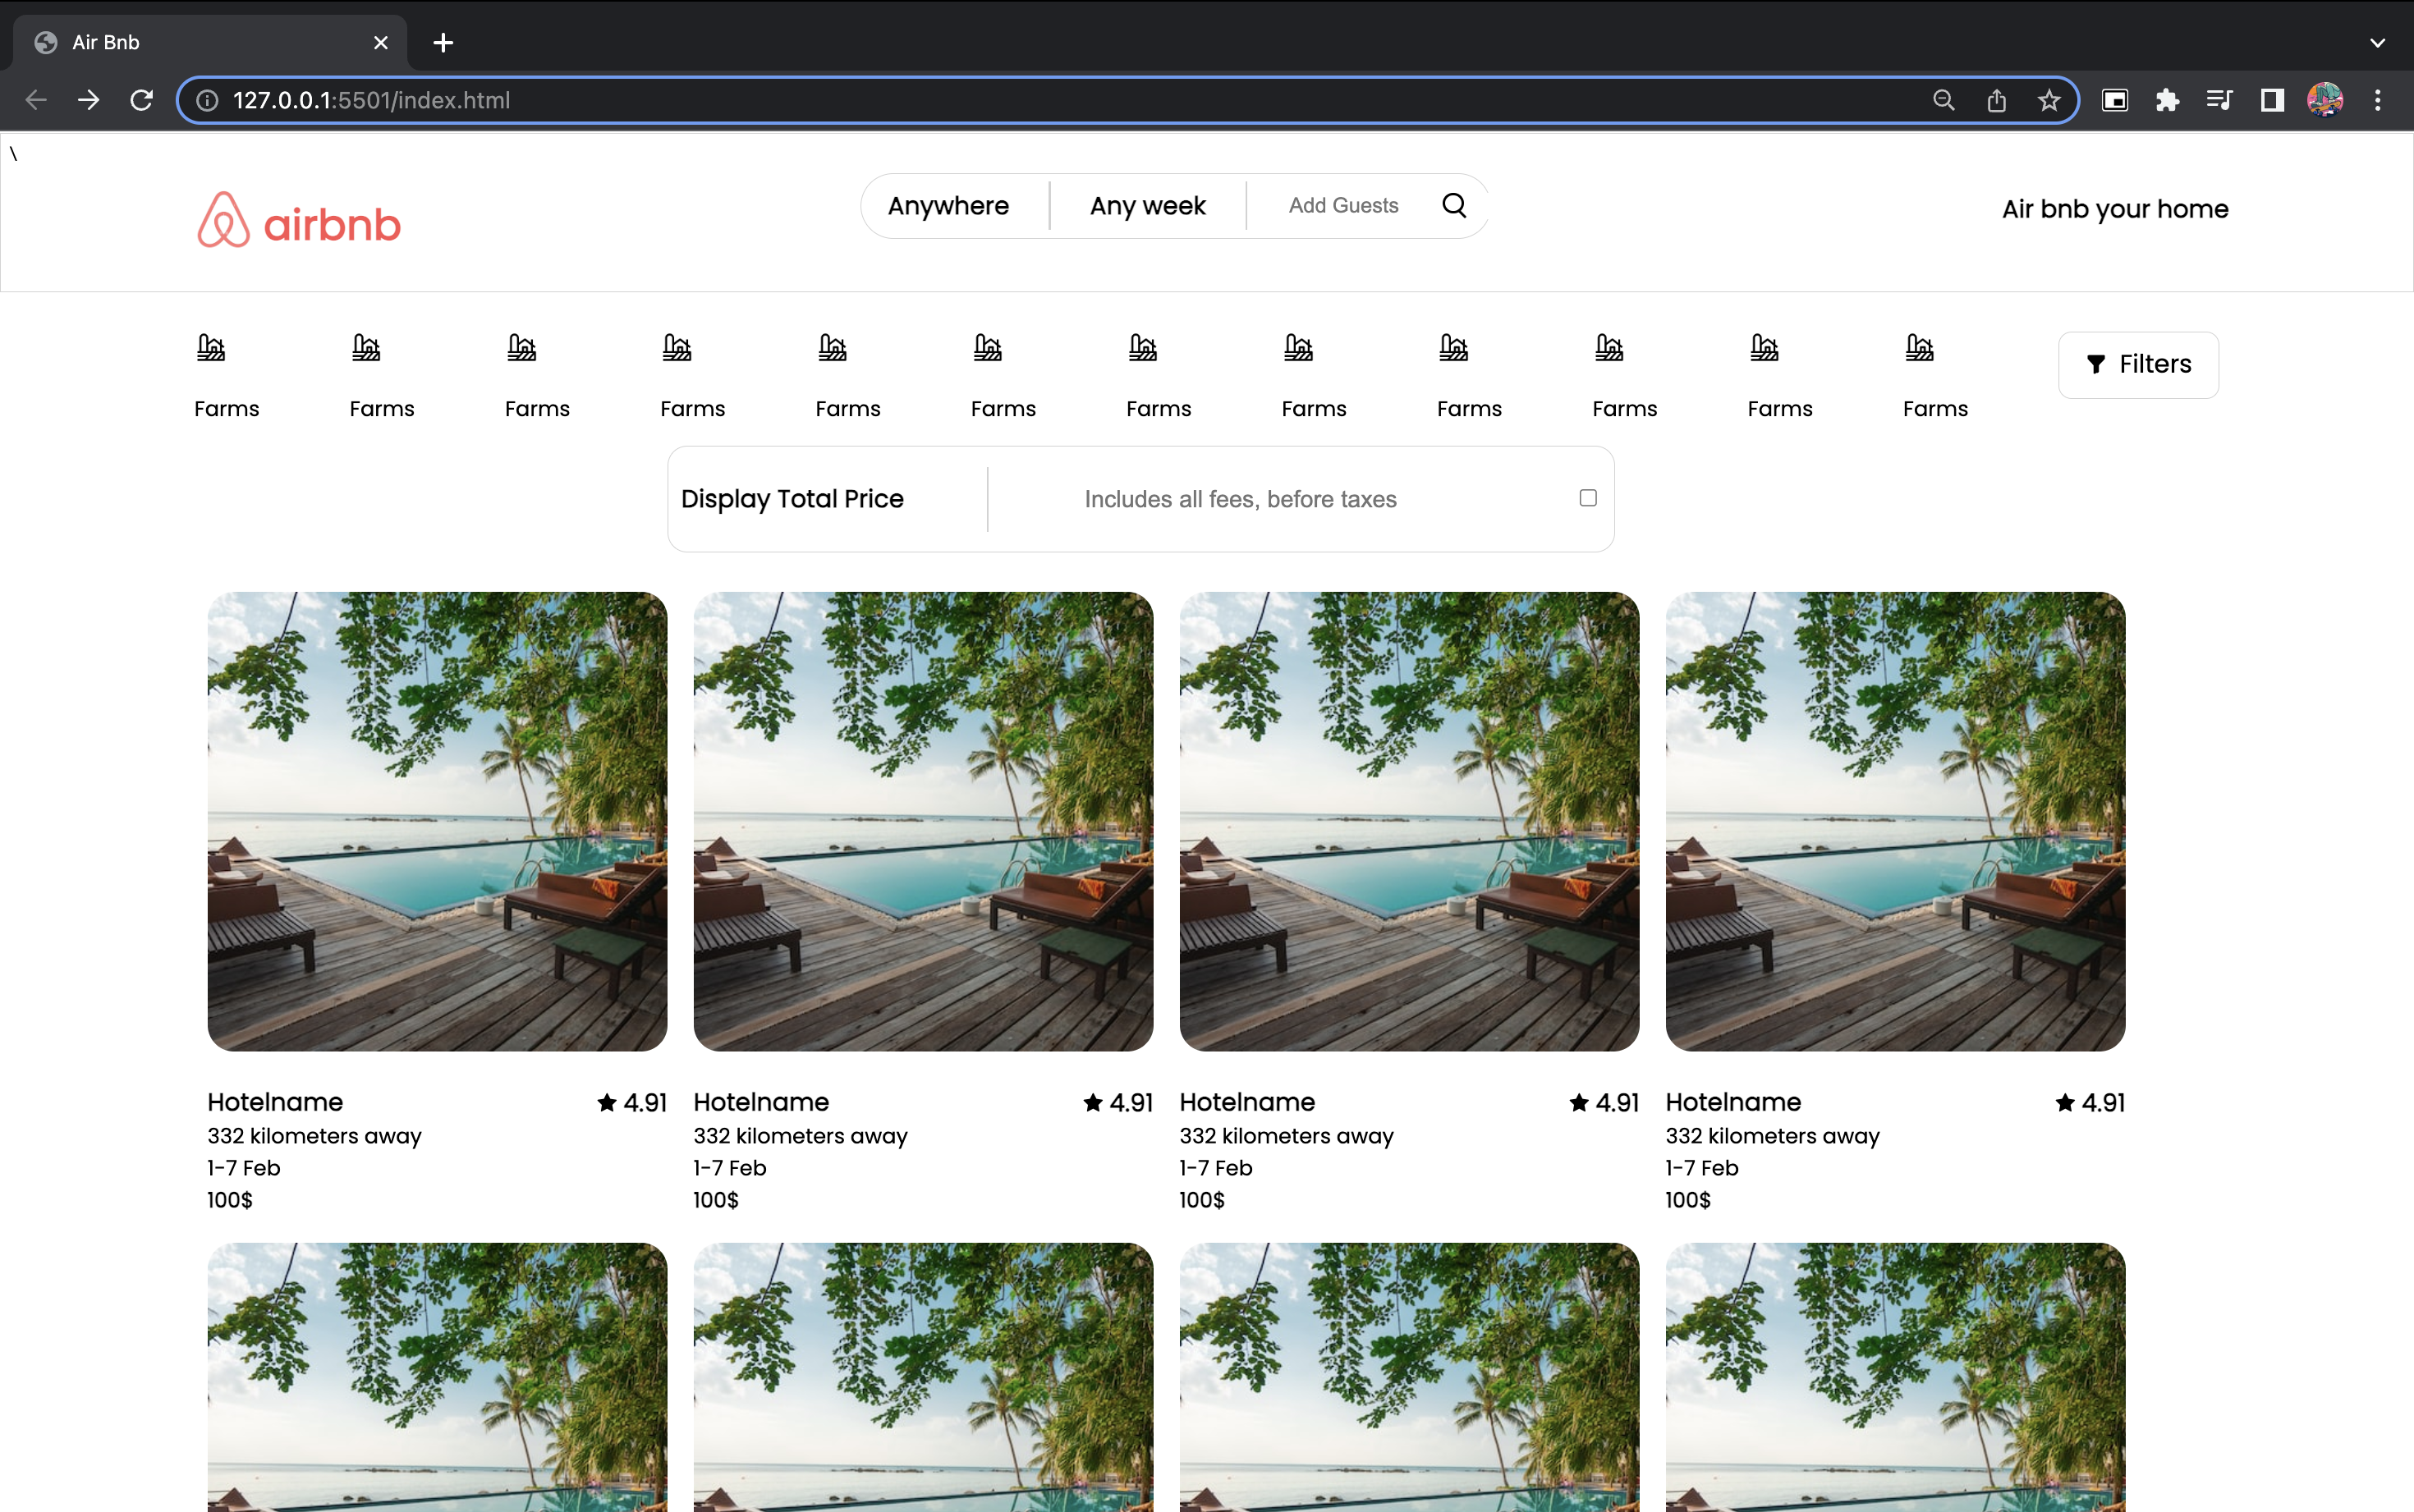 Air Bnb
127.0.0.1:5501/index.html
\
airbnb
Anywhere Any week Add Guests
Air bnb your home
Farms Farms Farms Farms Farms Farms Farms Farms Farms Farms Farms Farms
Filters
Display Total Price Includes all fees, before taxes
Hotelname 4.91 Hotelname 4.91 Hotelname 4.91 Hotelname 4.91
332 kilometers away 332 kilometers away 332 kilometers away 332 kilometers away
1-7 Feb 1-7 Feb 1-7 Feb 1-7 Feb
100$ 100$ 100$ 100$